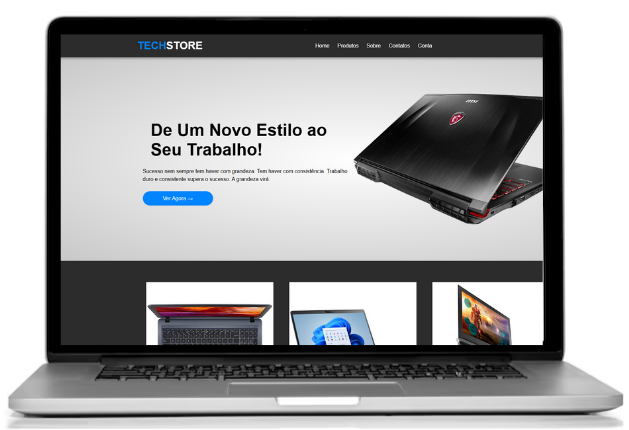 TECHSTORE
Home Produtos Sobre Contatos Conta
De Um Novo Estilo ao
Seu Trabalho!
Sucesso nem sempre tem haver com grandeza. Tem haver com consistência. Trabalho
duro e consistente supera o sucesso. A grandeza virá.
Ver Agora →
msi